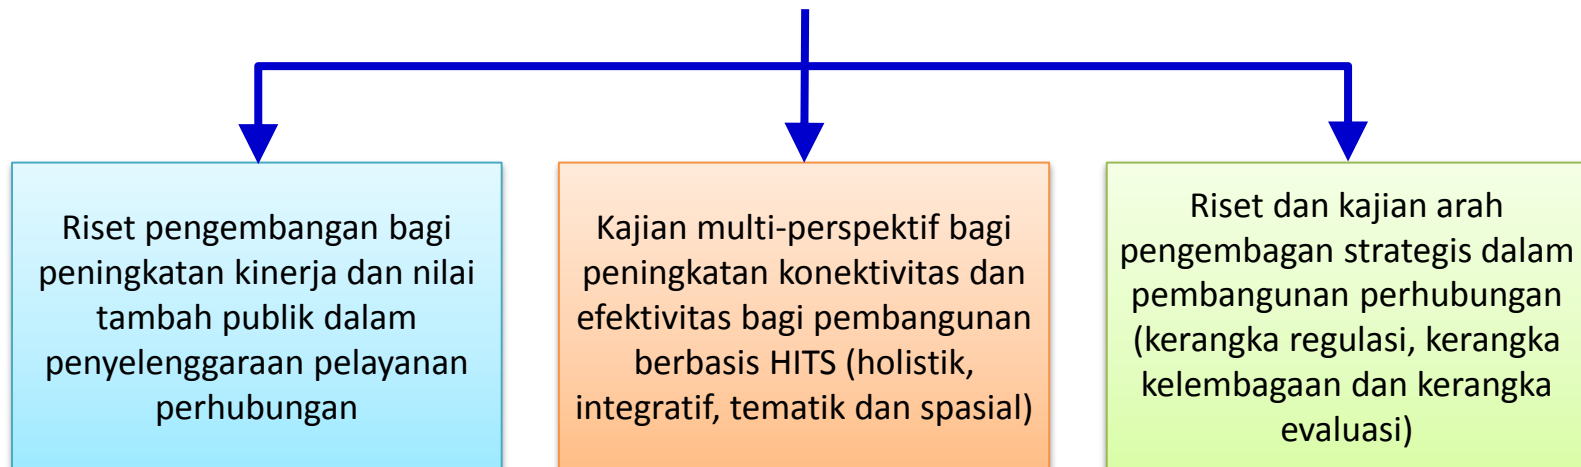 Riset pengembangan bagi
peningkatan kinerja dan nilai
tambah publik dalam
penyelenggaraan pelayanan
perhubungan
Kajian multi-perspektif bagi
peningkatan konektivitas dan
efektivitas bagi pembangunan
berbasis HITS (holistik,
integratif, tematik dan spasial)
Riset dan kajian arah
pengembagan strategis dalam
pembangunan perhubungan
(kerangka regulasi, kerangka
kelembagaan dan kerangka
evaluasi)